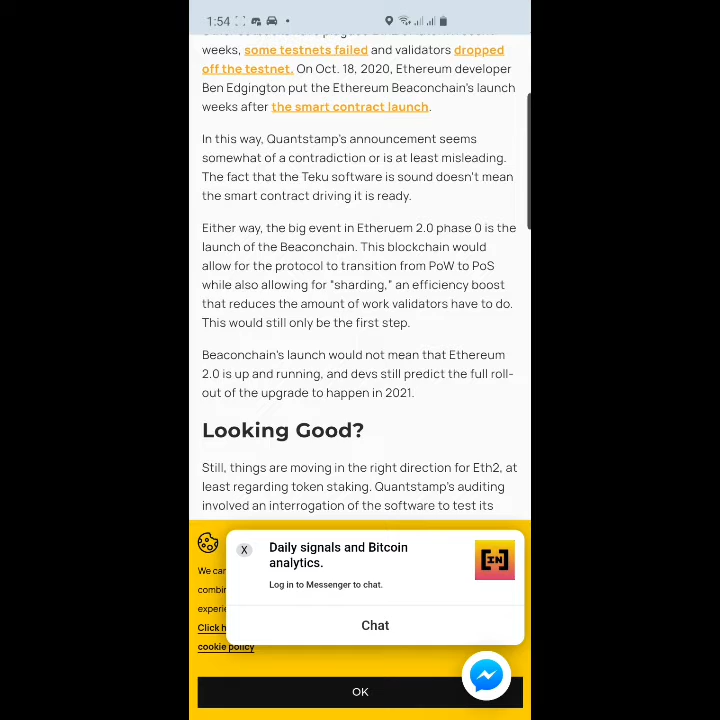 1:54
weeks, some testnets failed and validators dropped
off the testnet. On Oct. 18, 2020, Ethereum developer
Ben Edgington put the Ethereum Beaconchain's launch
weeks after the smart contract launch.
In this way, Quantstamp's announcement seems
somewhat of a contradiction or is at least misleading.
The fact that the Teku software is sound doesn't mean
the smart contract driving it is ready.
Either way, the big event in Etheruem 2.0 phase 0 is the
launch of the Beaconchain. This blockchain would
allow for the protocol to transition from PoW to PoS
while also allowing for "sharding," an efficiency boost
that reduces the amount of work validators have to do.
This would still only be the first step.
Beaconchain's launch would not mean that Ethereum
2.0 is up and running, and devs still predict the full roll-
out of the upgrade to happen in 2021.
Looking Good?
Still, things are moving in the right direction for Eth2, at
least regarding token staking. Quantstamp's auditing
involved an interrogation of the software to test its
X
Daily signals and Bitcoin
analytics.
[IN]
Log in to Messenger to chat.
Chat
We
Click
cookie policy
OK